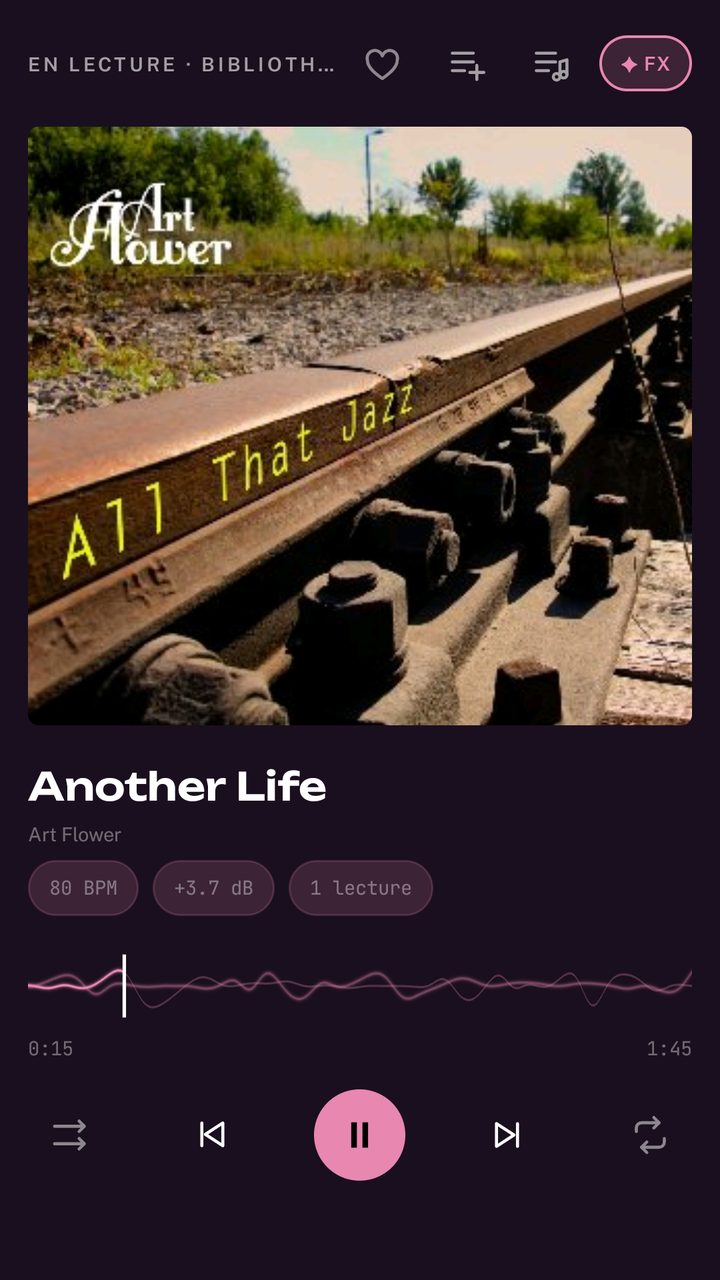 EN LECTURE · BIBLIOTH...
FX
Art
Flower
All That Jazz
Another Life
Art Flower
80 BPM
+3.7 dB
1 lecture
0:15
1:45